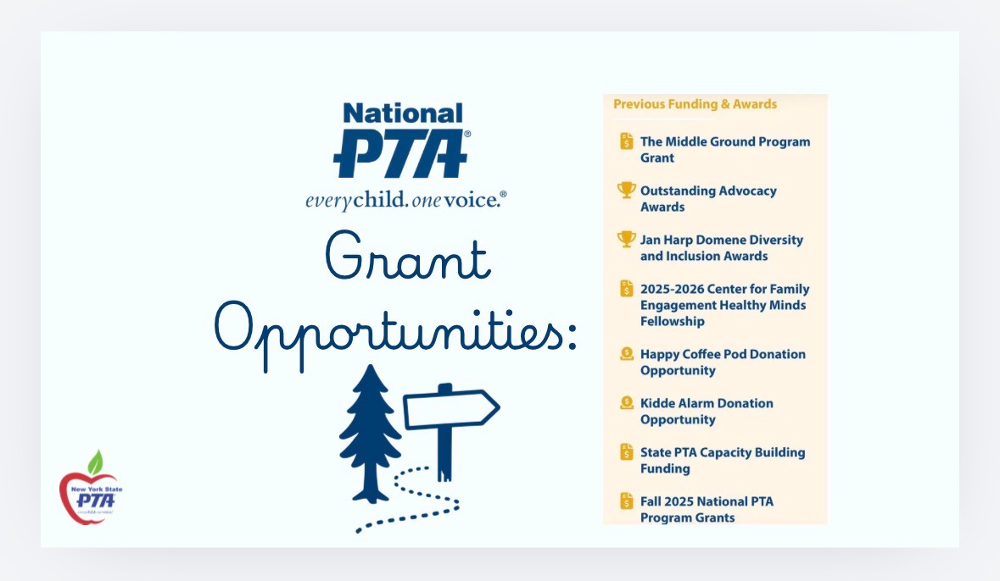 National
PTA®
everychild.onevoice.®
Grant
Opportunities:
Previous Funding & Awards
The Middle Ground Program
Grant
Outstanding Advocacy
Awards
Jan Harp Domene Diversity
and Inclusion Awards
2025-2026 Center for Family
Engagement Healthy Minds
Fellowship
Happy Coffee Pod Donation
Opportunity
Kidde Alarm Donation
Opportunity
State PTA Capacity Building
Funding
Fall 2025 National PTA
Program Grants
New York State
PTA
everychild.onevoice.®